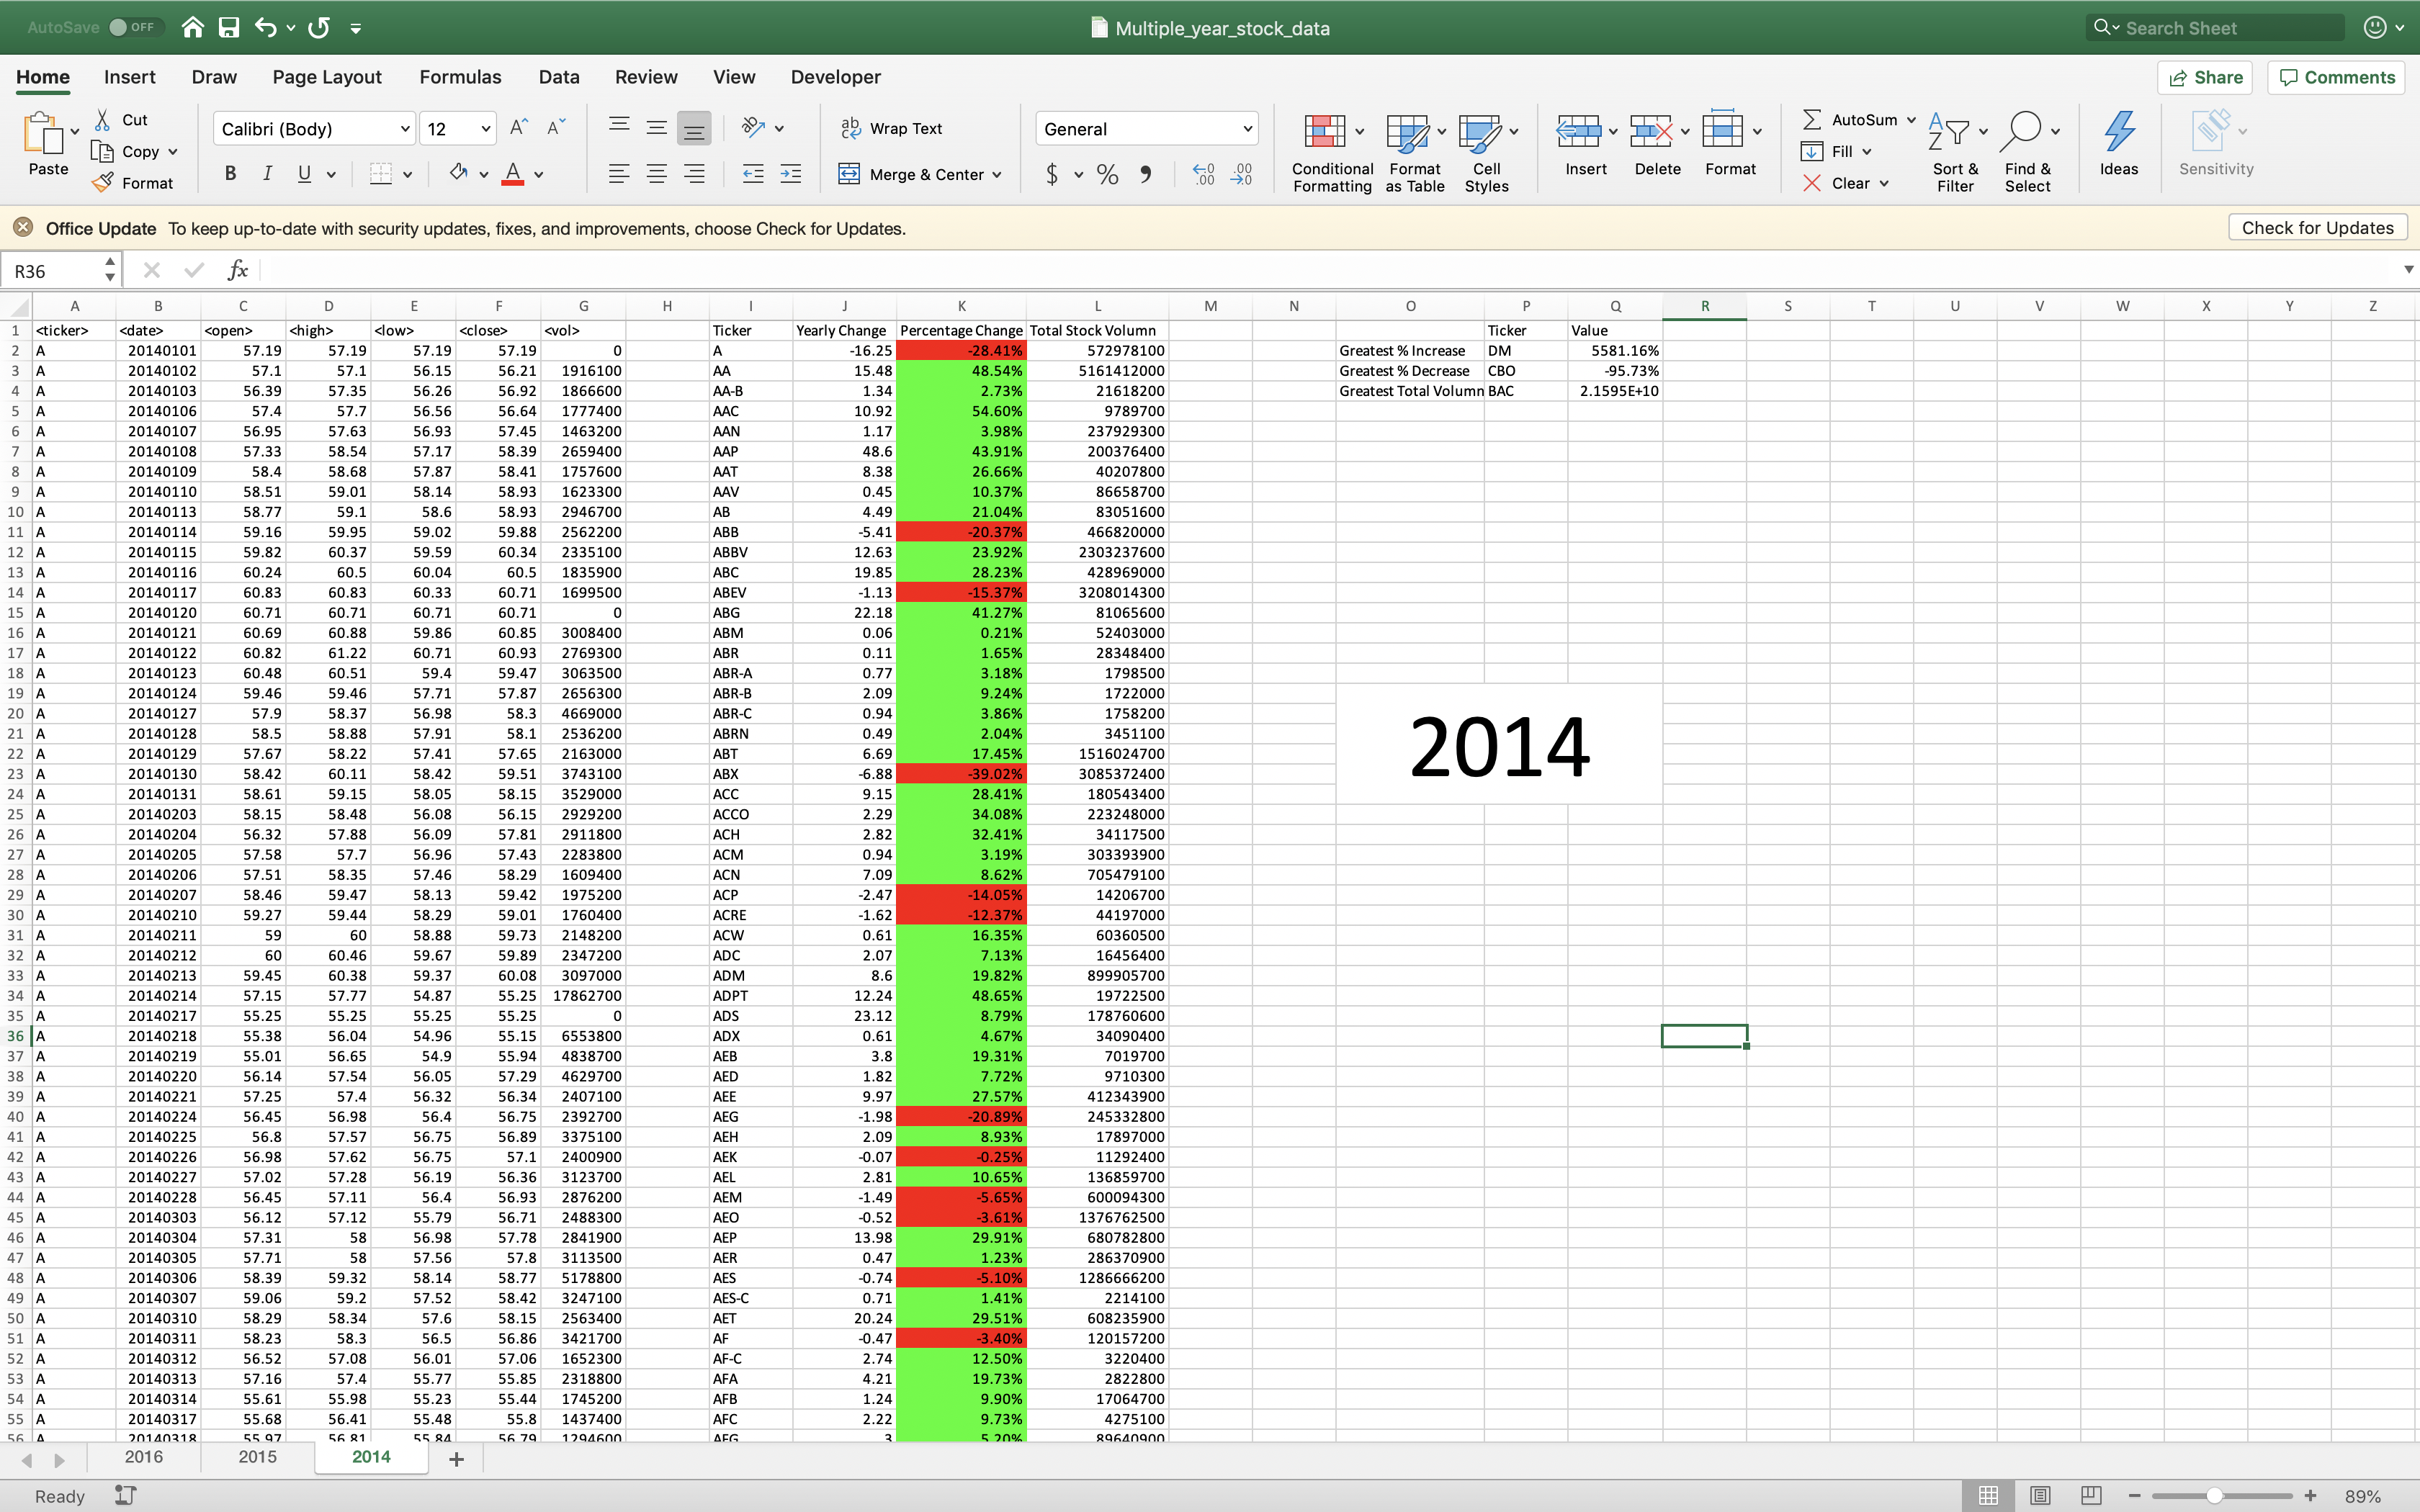 AutoSave OFF Multiple_year_stock_data Search Sheet
Home Insert Draw Page Layout Formulas Data Review View Developer Share Comments
Paste Cut Copy Format
Calibri (Body) 12 A A
B I U A
ab c Wrap Text
Merge & Center
General
$ % , .00 .00
Conditional Formatting Format as Table Cell Styles Insert Delete Format
AutoSum Fill Clear
Sort & Filter Find & Select Ideas Sensitivity
Office Update To keep up-to-date with security updates, fixes, and improvements, choose Check for Updates. Check for Updates
R36 fx
A B C D E F G H I J K L M N O P Q R S T U V W X Y Z
1 <ticker> <date> <open> <high> <low> <close> <vol> Ticker Yearly Change Percentage Change Total Stock Volumn Ticker Value
2 A 20140101 57.19 57.19 57.19 57.19 0 A -16.25 -28.41% 572978100 Greatest % Increase DM 5581.16%
3 A 20140102 57.1 57.1 56.15 56.21 1916100 AA 15.48 48.54% 5161412000 Greatest % Decrease CBO -95.73%
4 A 20140103 56.39 57.35 56.26 56.92 1866600 AA-B 1.34 2.73% 21618200 Greatest Total Volumn BAC 2.1595E+10
5 A 20140106 57.4 57.7 56.56 56.64 1777400 AAC 10.92 54.60% 9789700
6 A 20140107 56.95 57.63 56.93 57.45 1463200 AAN 1.17 3.98% 237929300
7 A 20140108 57.33 58.54 57.17 58.39 2659400 AAP 48.6 43.91% 200376400
8 A 20140109 58.4 58.68 57.87 58.41 1757600 AAT 8.38 26.66% 40207800
9 A 20140110 58.51 59.01 58.14 58.93 1623300 AAV 0.45 10.37% 86658700
10 A 20140113 58.77 59.1 58.6 58.93 2946700 AB 4.49 21.04% 83051600
11 A 20140114 59.16 59.95 59.02 59.88 2562200 ABB -5.41 -20.37% 466820000
12 A 20140115 59.82 60.37 59.59 60.34 2335100 ABBV 12.63 23.92% 2303237600
13 A 20140116 60.24 60.5 60.04 60.5 1835900 ABC 19.85 28.23% 428969000
14 A 20140117 60.83 60.83 60.33 60.71 1699500 ABEV -1.13 -15.37% 3208014300
15 A 20140120 60.71 60.71 60.71 60.71 0 ABG 22.18 41.27% 81065600
16 A 20140121 60.69 60.88 59.86 60.85 3008400 ABM 0.06 0.21% 52403000
17 A 20140122 60.82 61.22 60.71 60.93 2769300 ABR 0.11 1.65% 28348400
18 A 20140123 60.48 60.51 59.4 59.47 3063500 ABR-A 0.77 3.18% 1798500
19 A 20140124 59.46 59.46 57.71 57.87 2656300 ABR-B 2.09 9.24% 1722000
20 A 20140127 57.9 58.37 56.98 58.3 4669000 ABR-C 0.94 3.86% 1758200
21 A 20140128 58.5 58.88 57.91 58.1 2536200 ABRN 0.49 2.04% 3451100
2014
22 A 20140129 57.67 58.22 57.41 57.65 2163000 ABT 6.69 17.45% 1516024700
23 A 20140130 58.42 60.11 58.42 59.51 3743100 ABX -6.88 -39.02% 3085372400
24 A 20140131 58.61 59.15 58.05 58.15 3529000 ACC 9.15 28.41% 180543400
25 A 20140203 58.15 58.48 56.08 56.15 2929200 ACCO 2.29 34.08% 223248000
26 A 20140204 56.32 57.88 56.09 57.81 2911800 ACH 2.82 32.41% 34117500
27 A 20140205 57.58 57.7 56.96 57.43 2283800 ACM 0.94 3.19% 303393900
28 A 20140206 57.51 58.35 57.46 58.29 1609400 ACN 7.09 8.62% 705479100
29 A 20140207 58.46 59.47 58.13 59.42 1975200 ACP -2.47 -14.05% 14206700
30 A 20140210 59.27 59.44 58.29 59.01 1760400 ACRE -1.62 -12.37% 44197000
31 A 20140211 59 60 58.88 59.73 2148200 ACW 0.61 16.35% 60360500
32 A 20140212 60 60.46 59.67 59.89 2347200 ADC 2.07 7.13% 16456400
33 A 20140213 59.45 60.38 59.37 60.08 3097000 ADM 8.6 19.82% 899905700
34 A 20140214 57.15 57.77 54.87 55.25 17862700 ADPT 12.24 48.65% 19722500
35 A 20140217 55.25 55.25 55.25 55.25 0 ADS 23.12 8.79% 178760600
36 A 20140218 55.38 56.04 54.96 55.15 6553800 ADX 0.61 4.67% 34090400
37 A 20140219 55.01 56.65 54.9 55.94 4838700 AEB 3.8 19.31% 7019700
38 A 20140220 56.14 57.54 56.05 57.29 4629700 AED 1.82 7.72% 9710300
39 A 20140221 57.25 57.4 56.32 56.34 2407100 AEE 9.97 27.57% 412343900
40 A 20140224 56.45 56.98 56.4 56.75 2392700 AEG -1.98 -20.89% 245332800
41 A 20140225 56.8 57.57 56.75 56.89 3375100 AEH 2.09 8.93% 17897000
42 A 20140226 56.98 57.62 56.75 57.1 2400900 AEK -0.07 -0.25% 11292400
43 A 20140227 57.02 57.28 56.19 56.36 3123700 AEL 2.81 10.65% 136859700
44 A 20140228 56.45 57.11 56.4 56.93 2876200 AEM -1.49 -5.65% 600094300
45 A 20140303 56.12 57.12 55.79 56.71 2488300 AEO -0.52 -3.61% 1376762500
46 A 20140304 57.31 58 56.98 57.78 2841900 AEP 13.98 29.91% 680782800
47 A 20140305 57.71 58 57.56 57.8 3113500 AER 0.47 1.23% 286370900
48 A 20140306 58.39 59.32 58.14 58.77 5178800 AES -0.74 -5.10% 1286666200
49 A 20140307 59.06 59.2 57.52 58.42 3247100 AES-C 0.71 1.41% 2214100
50 A 20140310 58.29 58.34 57.6 58.15 2563400 AET 20.24 29.51% 608235900
51 A 20140311 58.23 58.3 56.5 56.86 3421700 AF -0.47 -3.40% 120157200
52 A 20140312 56.52 57.08 56.01 57.06 1652300 AF-C 2.74 12.50% 3220400
53 A 20140313 57.16 57.4 55.77 55.85 2318800 AFA 4.21 19.73% 2822800
54 A 20140314 55.61 55.98 55.23 55.44 1745200 AFB 1.24 9.90% 17064700
55 A 20140317 55.68 56.41 55.48 55.8 1437400 AFC 2.22 9.73% 4275100
56 A 20140318 55.97 56.81 55.84 56.79 1294600 AFG 3 5.20% 89640900
2016 2015 2014 +
Ready 89%